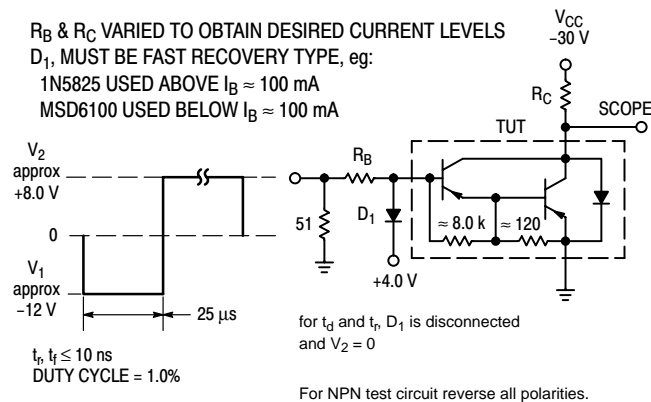 R_B & R_C VARIED TO OBTAIN DESIRED CURRENT LEVELS
D_1, MUST BE FAST RECOVERY TYPE, eg:
1N5825 USED ABOVE I_B ≈ 100 mA
MSD6100 USED BELOW I_B ≈ 100 mA
V_CC
−30 V
R_C
SCOPE
TUT
V_2
approx
+8.0 V
0
V_1
approx
−12 V
25 μs
t_r, t_f ≤ 10 ns
DUTY CYCLE = 1.0%
R_B
51
D_1
+4.0 V
≈ 8.0 k
≈ 120
for t_d and t_r, D_1 is disconnected
and V_2 = 0
For NPN test circuit reverse all polarities.